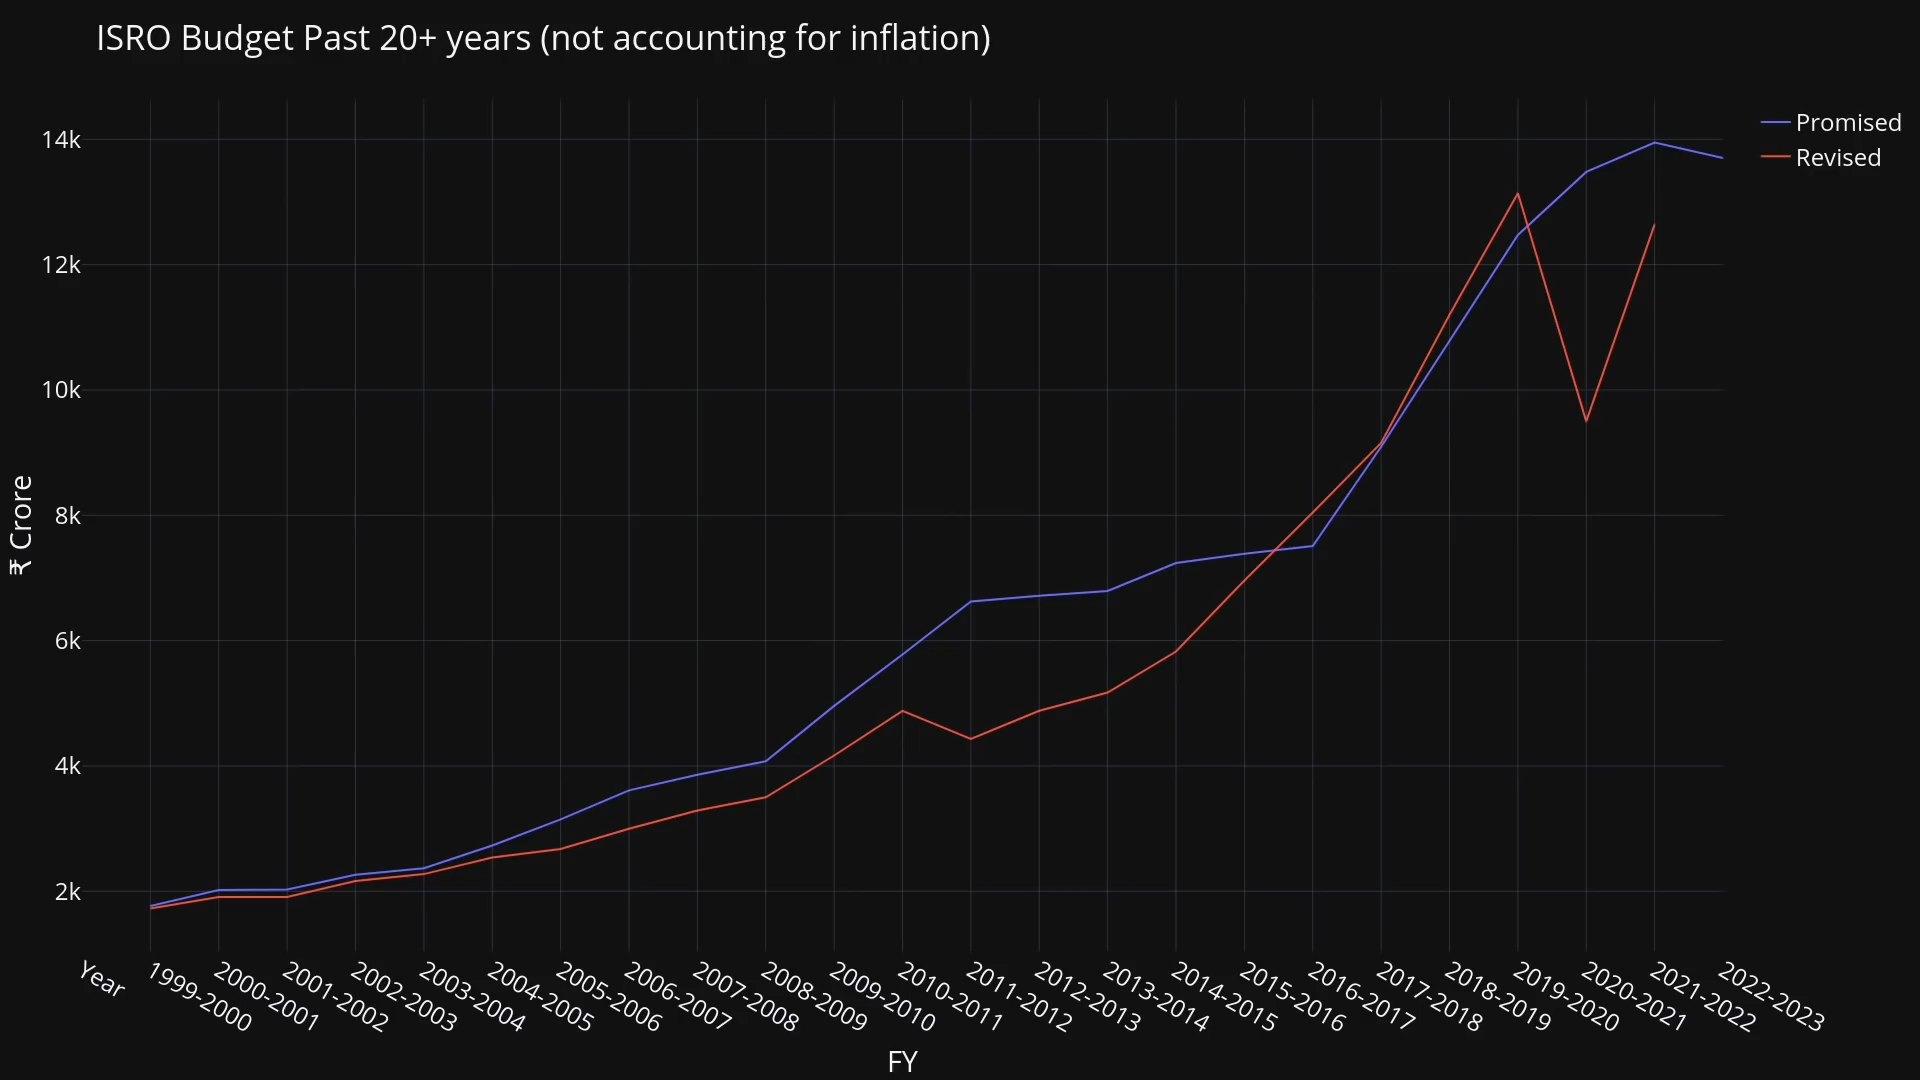 ISRO Budget Past 20+ years (not accounting for inflation)
Promised
Revised
14k
12k
10k
8k
6k
4k
2k
₹ Crore
Year
1999-2000
2000-2001
2001-2002
2002-2003
2003-2004
2004-2005
2005-2006
2006-2007
2007-2008
2008-2009
2009-2010
2010-2011
2011-2012
2012-2013
2013-2014
2014-2015
2015-2016
2016-2017
2017-2018
2018-2019
2019-2020
2020-2021
2021-2022
2022-2023
FY